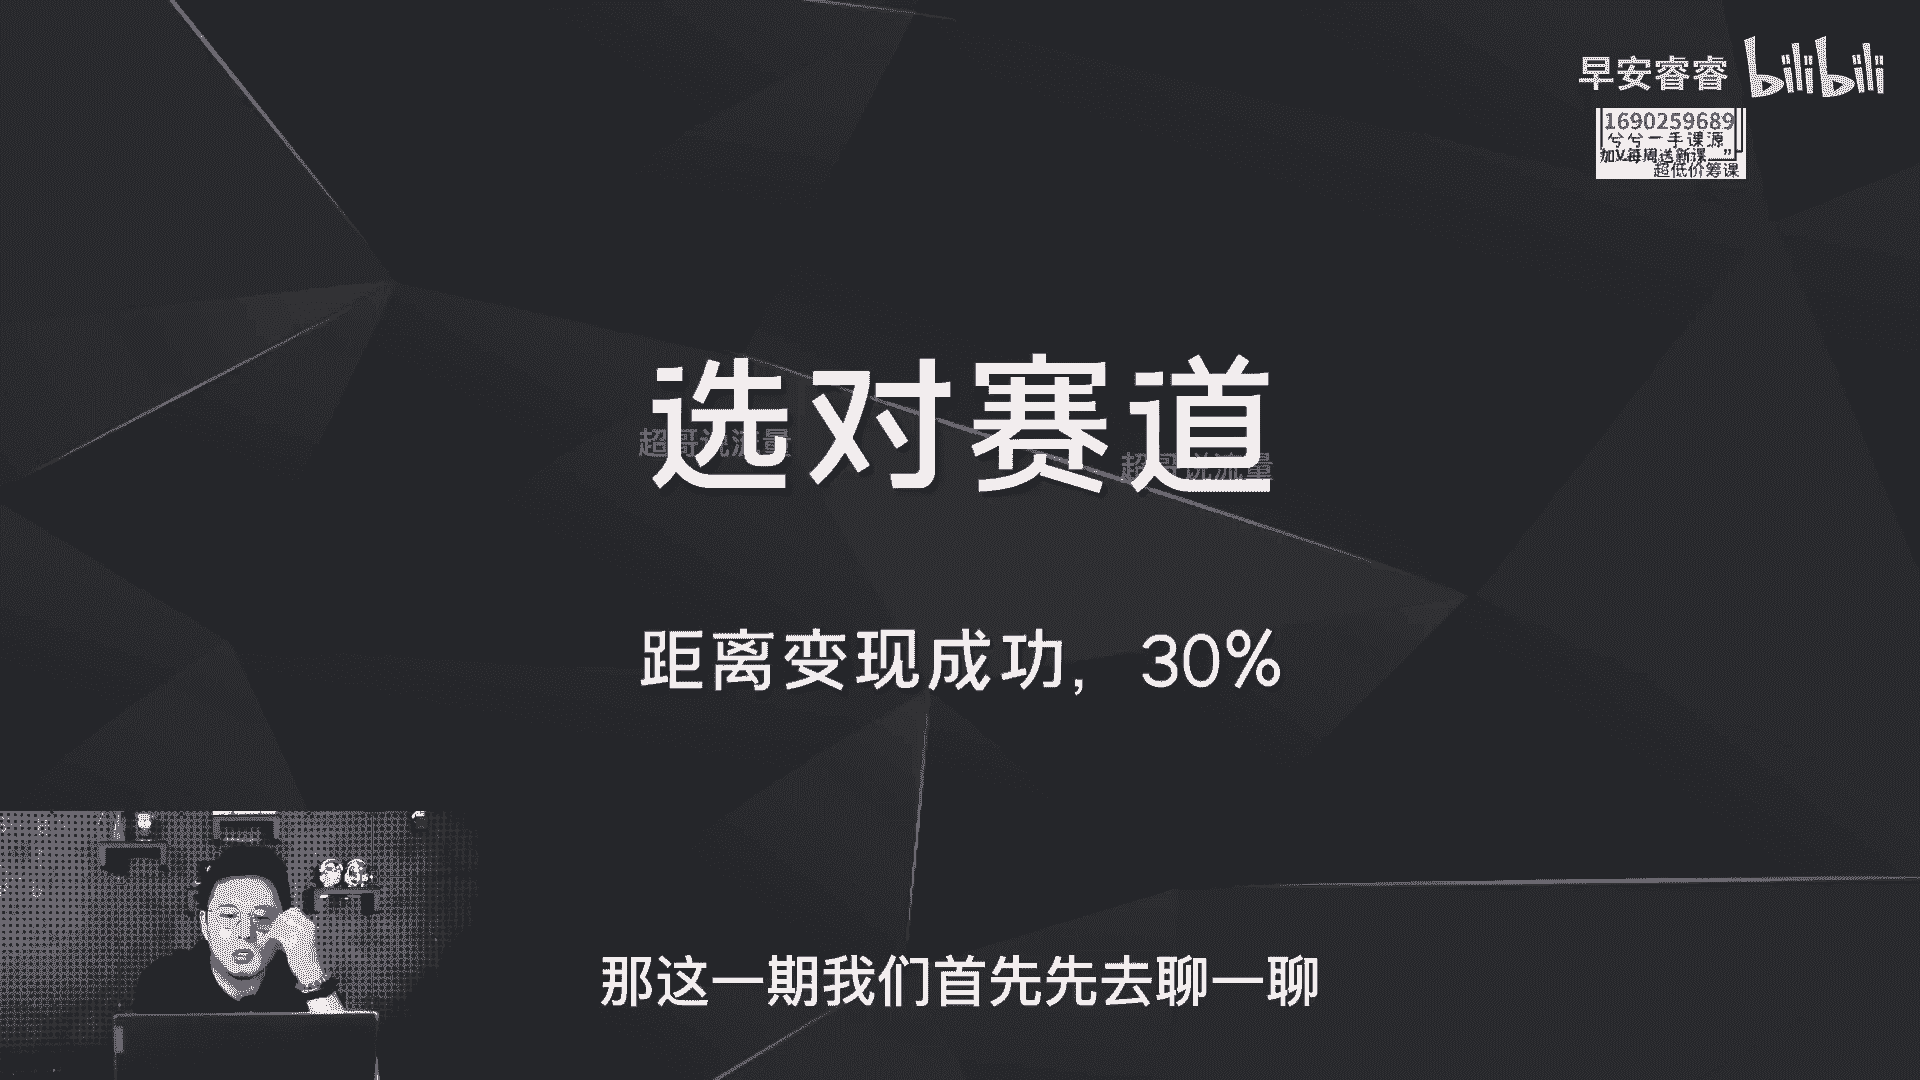 早安睿睿 bilibili
1690259689
兮兮一手课源
加V每周送新课
超低价筹课
选对赛道
超哥说流量
超哥说流量
距离变现成功，30%
那这一期我们首先先去聊一聊